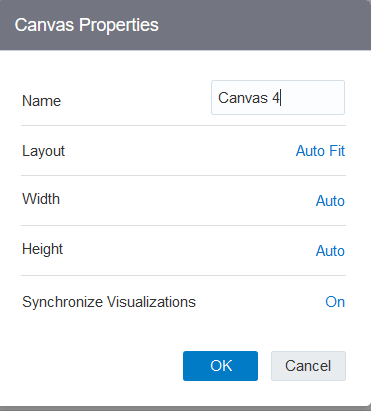 Canvas Properties
Name Canvas 4
Layout Auto Fit
Width Auto
Height Auto
Synchronize Visualizations On
OK Cancel